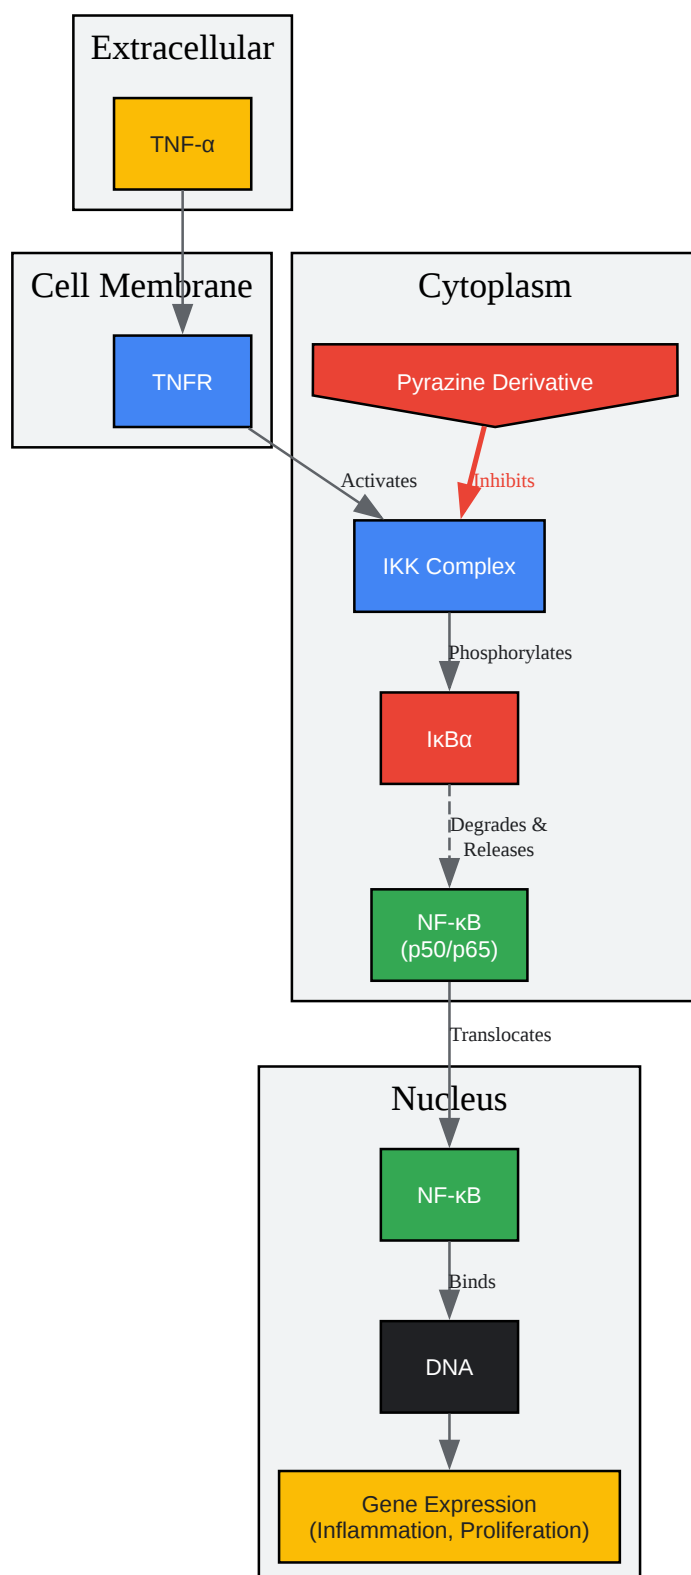 Extracellular
TNF-α
Cell Membrane
TNFR
Cytoplasm
Pyrazine Derivative
Activates
Inhibits
IKK Complex
Phosphorylates
IκBα
Degrades &
Releases
NF-κB
(p50/p65)
Translocates
Nucleus
NF-κB
Binds
DNA
Gene Expression
(Inflammation, Proliferation)